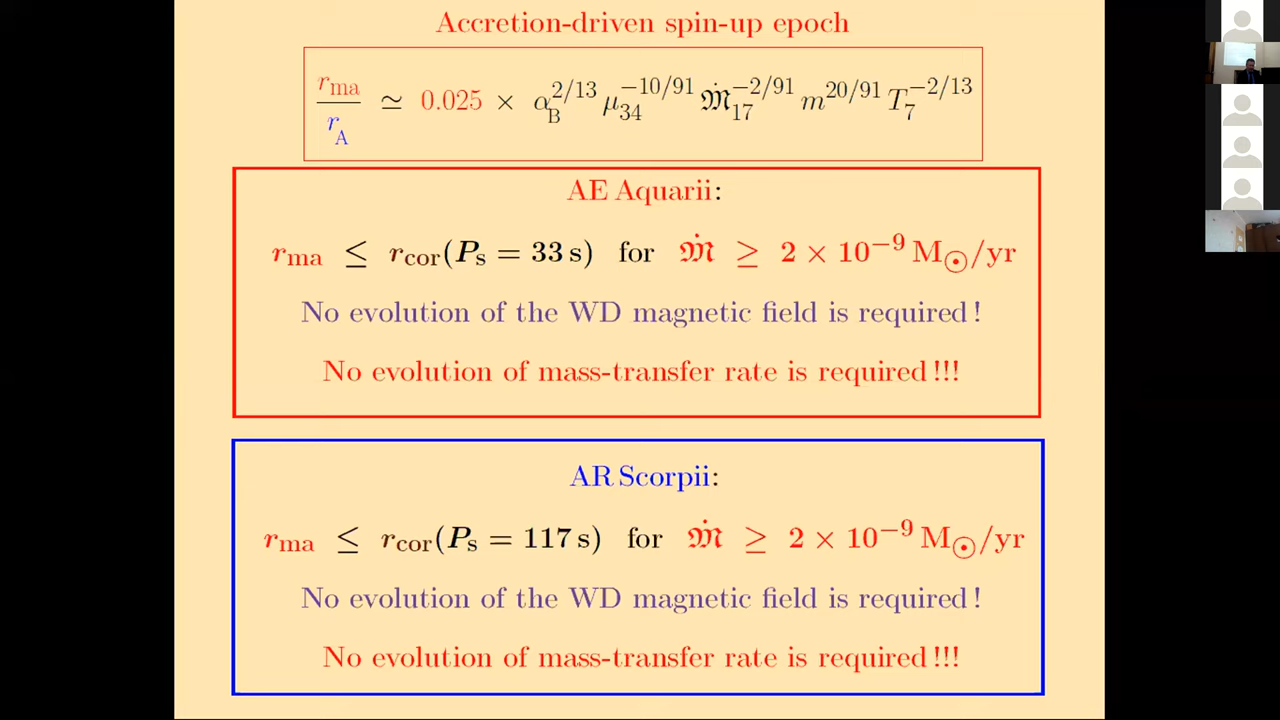 Accretion-driven spin-up epoch
r_ma / r_A ≃ 0.025 × α_B^{2/13} μ_34^{−10/91} 𝔐̇_17^{−2/91} m^{20/91} T_7^{−2/13}
AE Aquarii:
r_ma ≤ r_cor(P_s = 33 s) for 𝔐̇ ≥ 2 × 10^{−9} M_⊙/yr
No evolution of the WD magnetic field is required !
No evolution of mass-transfer rate is required !!!
AR Scorpii:
r_ma ≤ r_cor(P_s = 117 s) for 𝔐̇ ≥ 2 × 10^{−9} M_⊙/yr
No evolution of the WD magnetic field is required !
No evolution of mass-transfer rate is required !!!